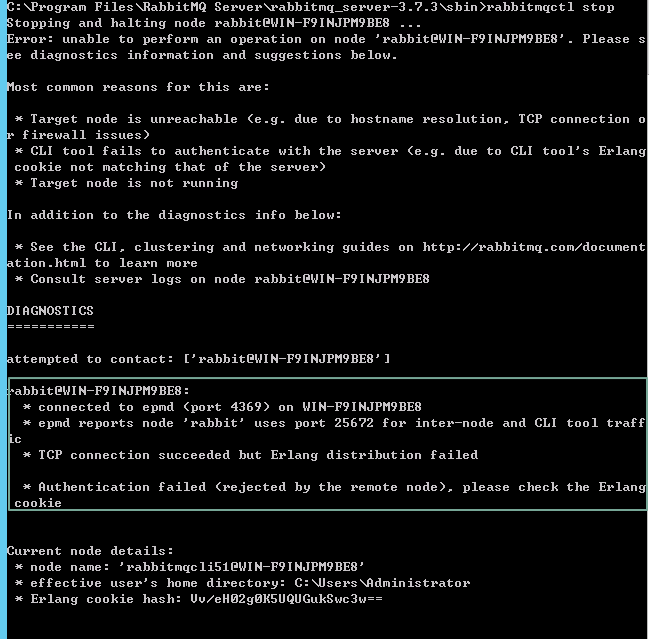 C:\Program Files\RabbitMQ Server\rabbitmq_server-3.7.3\sbin>rabbitmqctl stop
Stopping and halting node rabbit@WIN-F9INJPM9BE8 ...
Error: unable to perform an operation on node 'rabbit@WIN-F9INJPM9BE8'. Please s
ee diagnostics information and suggestions below.
Most common reasons for this are:
* Target node is unreachable (e.g. due to hostname resolution, TCP connection o
r firewall issues)
* CLI tool fails to authenticate with the server (e.g. due to CLI tool's Erlang
cookie not matching that of the server)
* Target node is not running
In addition to the diagnostics info below:
* See the CLI, clustering and networking guides on http://rabbitmq.com/document
ation.html to learn more
* Consult server logs on node rabbit@WIN-F9INJPM9BE8
DIAGNOSTICS
===========
attempted to contact: ['rabbit@WIN-F9INJPM9BE8']
rabbit@WIN-F9INJPM9BE8:
* connected to epmd (port 4369) on WIN-F9INJPM9BE8
* epmd reports node 'rabbit' uses port 25672 for inter-node and CLI tool traff
ic
* TCP connection succeeded but Erlang distribution failed
* Authentication failed (rejected by the remote node), please check the Erlang
cookie
Current node details:
* node name: 'rabbitmqcli51@WIN-F9INJPM9BE8'
* effective user's home directory: C:\Users\Administrator
* Erlang cookie hash: Vv/eH02g0K5UQUGukSwc3w==